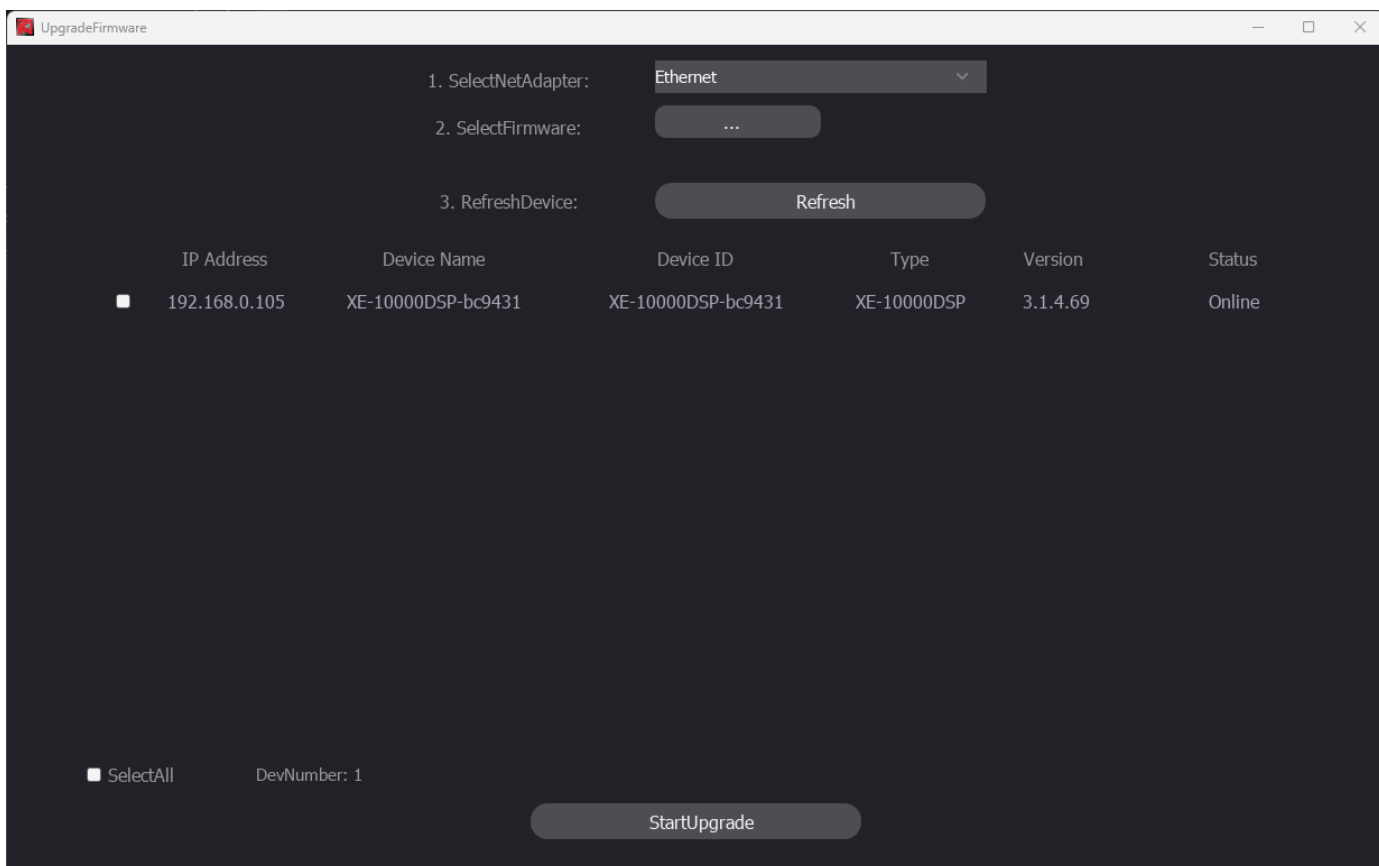 UpgradeFirmware
1. SelectNetAdapter: Ethernet
2. SelectFirmware: ...
3. RefreshDevice: Refresh
IP Address Device Name Device ID Type Version Status
192.168.0.105 XE-10000DSP-bc9431 XE-10000DSP-bc9431 XE-10000DSP 3.1.4.69 Online
SelectAll DevNumber: 1
StartUpgrade